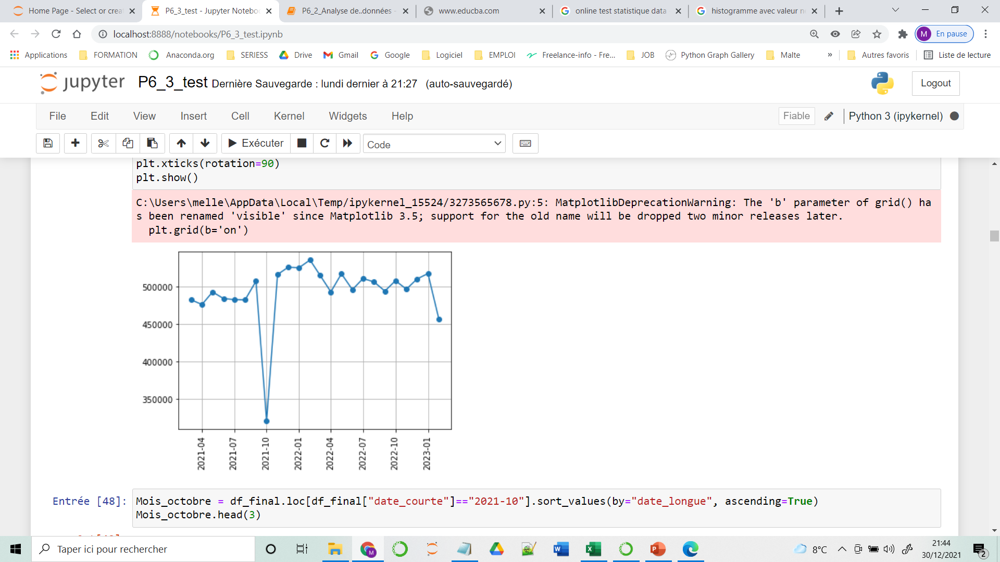 Home Page - Select or crea
P6_3_test - Jupyter Notebo
P6_2_Analyse de..données -
www.educba.com
online test statistique data
histogramme avec valeur n
localhost:8888/notebooks/P6_3_test.ipynb
M En pause
Applications FORMATION Anaconda.org SERIESS Drive Gmail Google Logiciel EMPLOI Freelance-info - Fre... JOB Python Graph Gallery Malte » Autres favoris Liste de lecture
jupyter P6_3_test Dernière Sauvegarde : lundi dernier à 21:27 (auto-sauvegardé) Logout
File Edit View Insert Cell Kernel Widgets Help Fiable Python 3 (ipykernel)
Exécuter Code
plt.xticks(rotation=90)
plt.show()
C:\Users\melle\AppData\Local\Temp/ipykernel_15524/3273565678.py:5: MatplotlibDeprecationWarning: The 'b' parameter of grid() ha
s been renamed 'visible' since Matplotlib 3.5; support for the old name will be dropped two minor releases later.
plt.grid(b='on')
500000
450000
400000
350000
2021-04 2021-07 2021-10 2022-01 2022-04 2022-07 2022-10 2023-01
Entrée [48]: Mois_octobre = df_final.loc[df_final["date_courte"]=="2021-10"].sort_values(by="date_longue", ascending=True)
Mois_octobre.head(3)
Taper ici pour rechercher
8°C
21:44
30/12/2021
2